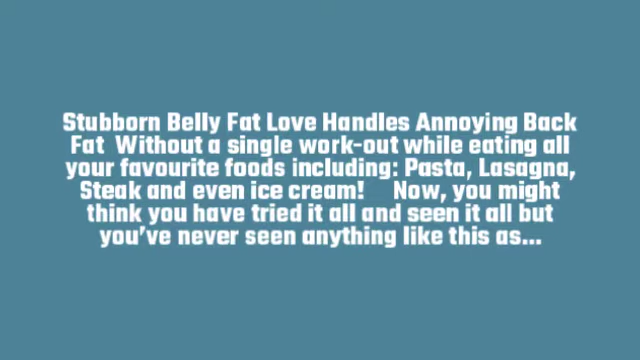 Stubborn Belly Fat Love Handles Annoying Back
Fat  Without a single work-out while eating all
your favourite foods including: Pasta, Lasagna,
Steak and even ice cream!    Now, you might
think you have tried it all and seen it all but
you’ve never seen anything like this as...